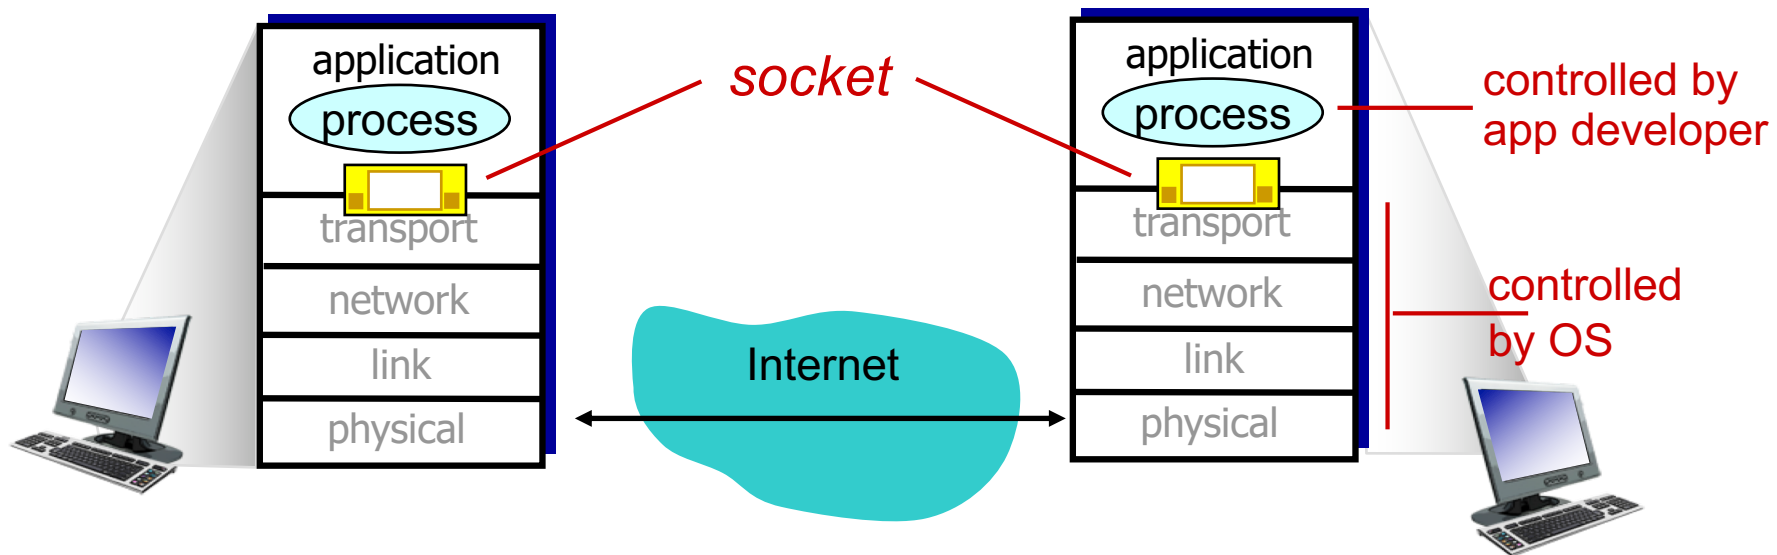 application
process
transport
network
link
physical
socket
Internet
application
process
transport
network
link
physical
controlled by
app developer
controlled
by OS